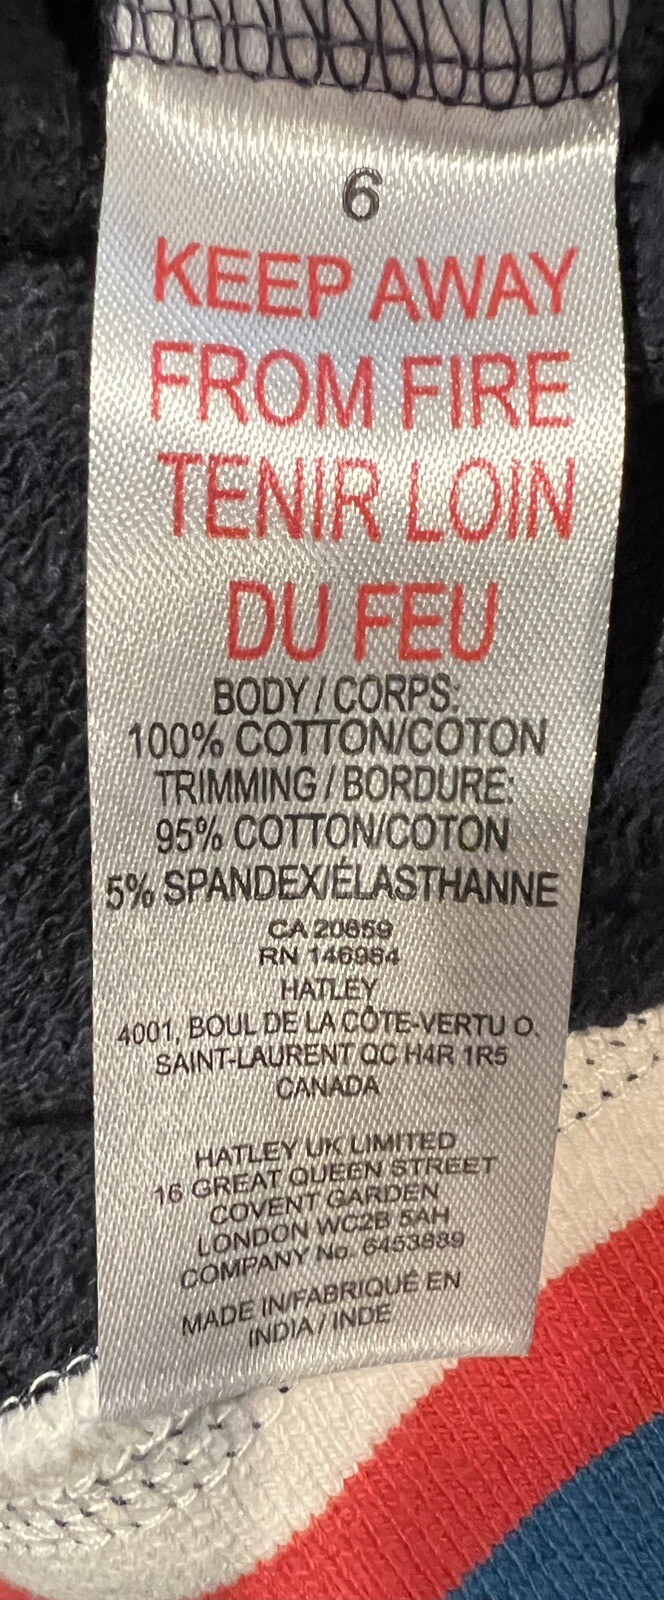 6
KEEP AWAY
FROM FIRE
TENIR LOIN
DU FEU
BODY / CORPS:
100% COTTON/COTON
TRIMMING / BORDURE:
95% COTTON/COTON
5% SPANDEX/ÉLASTHANNE
CA 20659
RN 146984
HATLEY
4001, BOUL DE LA CÔTE-VERTU O.
SAINT-LAURENT QC H4R 1R5
CANADA
HATLEY UK LIMITED
16 GREAT QUEEN STREET
COVENT GARDEN
LONDON WC2B 5AH
COMPANY No. 6453889
MADE IN/FABRIQUÉ EN
INDIA / INDE